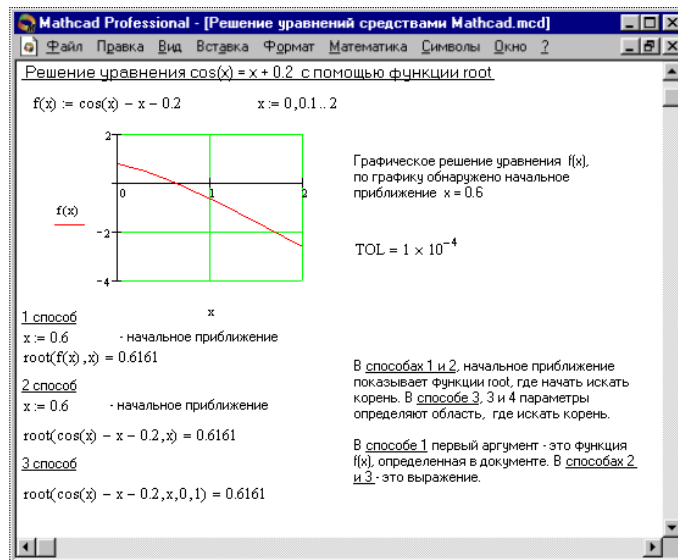 Mathcad Professional - [Решение уравнений средствами Mathcad.mcd]
Файл Правка Вид Вставка Формат Математика Символы Окно ?
Решение уравнения cos(x) = x + 0.2 с помощью функции root
f(x) := cos(x) − x − 0.2 x := 0,0.1 .. 2
2
0 1 2
f(x)
−2
−4
x
Графическое решение уравнения f(x),
по графику обнаружено начальное
приближение x = 0.6
TOL = 1 × 10⁻⁴
1 способ
x := 0.6 - начальное приближение
root(f(x),x) = 0.6161
2 способ
x := 0.6 - начальное приближение
root(cos(x) − x − 0.2,x) = 0.6161
3 способ
root(cos(x) − x − 0.2,x,0,1) = 0.6161
В способах 1 и 2, начальное приближение
показывает функции root, где начать искать
корень. В способе 3, 3 и 4 параметры
определяют область, где искать корень.
В способе 1 первый аргумент - это функция
f(x), определенная в документе. В способах 2
и 3 - это выражение.